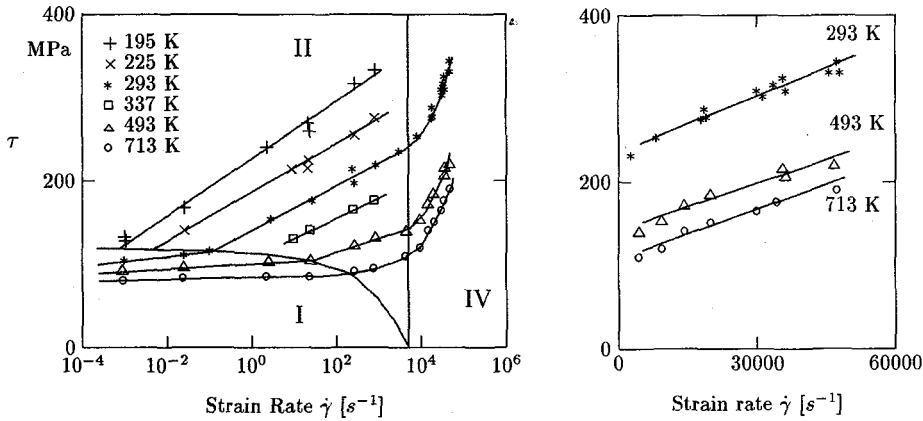 400
MPa
τ
200
0
+ 195 K
× 225 K
* 293 K
□ 337 K
△ 493 K
○ 713 K
II
I
IV
10⁻⁴ 10⁻² 10⁰ 10² 10⁴ 10⁶
Strain Rate γ̇ [s⁻¹]
400
200
0
293 K
493 K
713 K
0 30000 60000
Strain rate γ̇ [s⁻¹]